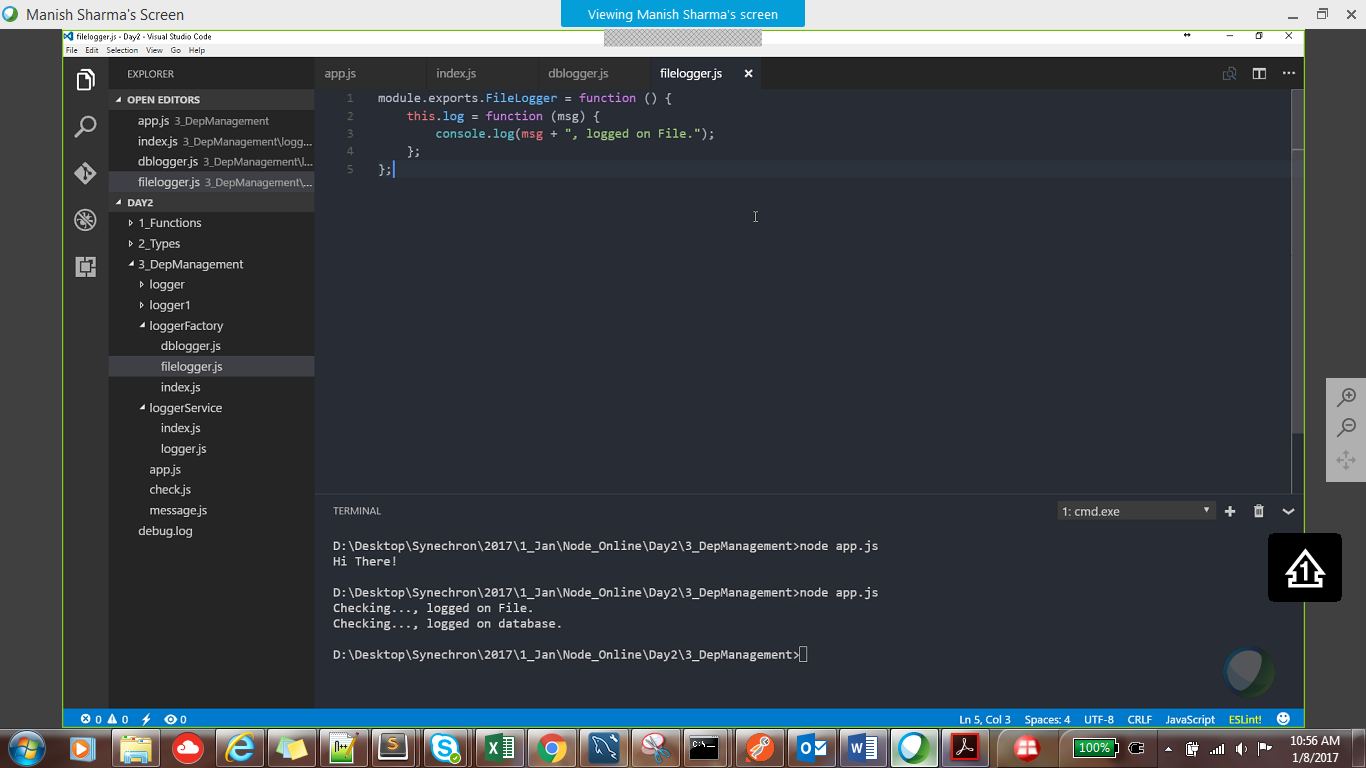 Manish Sharma's Screen
Viewing Manish Sharma's screen
filelogger.js - Day2 - Visual Studio Code
File Edit Selection View Go Help
EXPLORER
OPEN EDITORS
app.js 3_DepManagement
index.js 3_DepManagement\logg...
dblogger.js 3_DepManagement\l...
filelogger.js 3_DepManagement\...
DAY2
1_Functions
2_Types
3_DepManagement
logger
logger1
loggerFactory
dblogger.js
filelogger.js
index.js
loggerService
index.js
logger.js
app.js
check.js
message.js
debug.log
app.js index.js dblogger.js filelogger.js
1 module.exports.FileLogger = function () {
2 this.log = function (msg) {
3 console.log(msg + ", logged on File.");
4 };
5 };
TERMINAL
1: cmd.exe
D:\Desktop\Synechron\2017\1_Jan\Node_Online\Day2\3_DepManagement>node app.js
Hi There!
D:\Desktop\Synechron\2017\1_Jan\Node_Online\Day2\3_DepManagement>node app.js
Checking..., logged on File.
Checking..., logged on database.
D:\Desktop\Synechron\2017\1_Jan\Node_Online\Day2\3_DepManagement>
1
0 0 0 Ln 5, Col 3 Spaces: 4 UTF-8 CRLF JavaScript ESLint!
100%
10:56 AM
1/8/2017